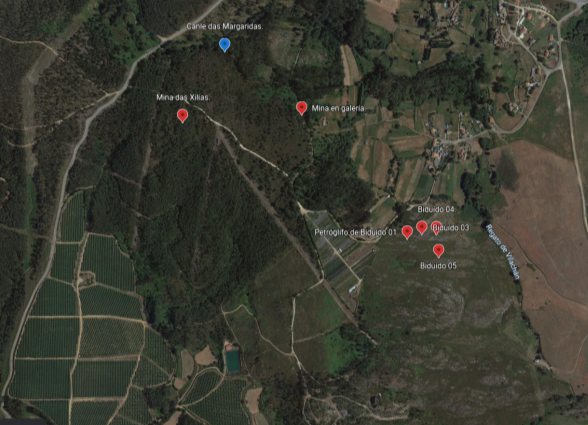 Canle das Margaridas
Mina das Xilias
Mina en galería
Biduido 04
Petroglifo de Biduido 01
Biduido 03
Biduido 05
Regato de Vilachán